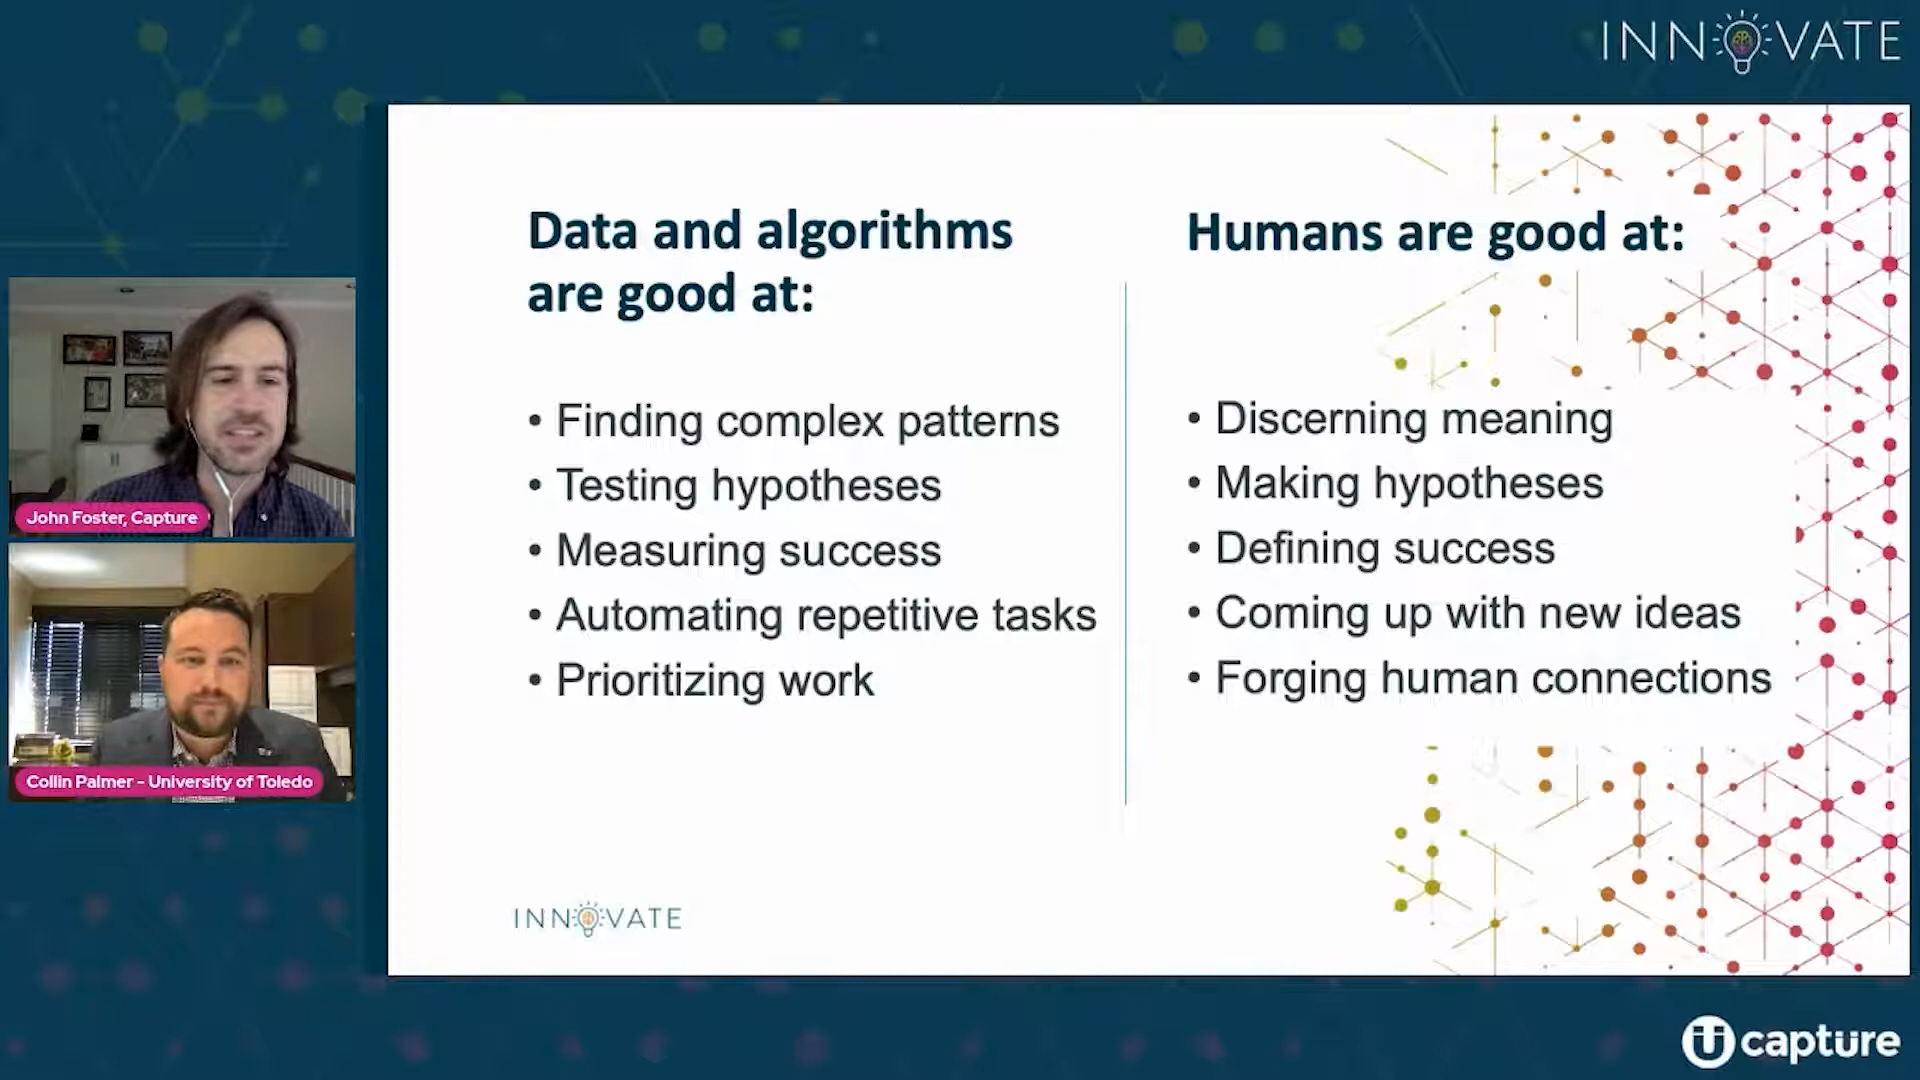 INNOVATE
Data and algorithms
are good at:
• Finding complex patterns
• Testing hypotheses
• Measuring success
• Automating repetitive tasks
• Prioritizing work
Humans are good at:
• Discerning meaning
• Making hypotheses
• Defining success
• Coming up with new ideas
• Forging human connections
John Foster, Capture
Collin Palmer - University of Toledo
INNOVATE
capture